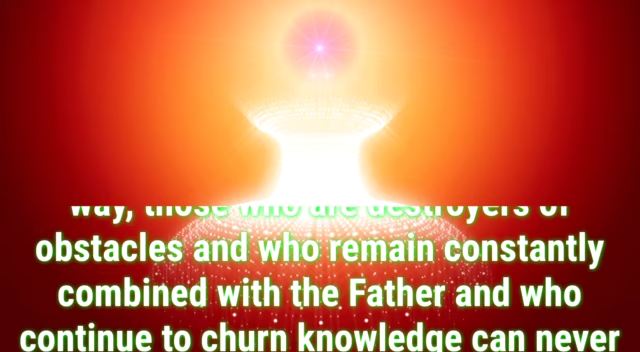 way, those who are destroyers of
obstacles and who remain constantly
combined with the Father and who
continue to churn knowledge can never